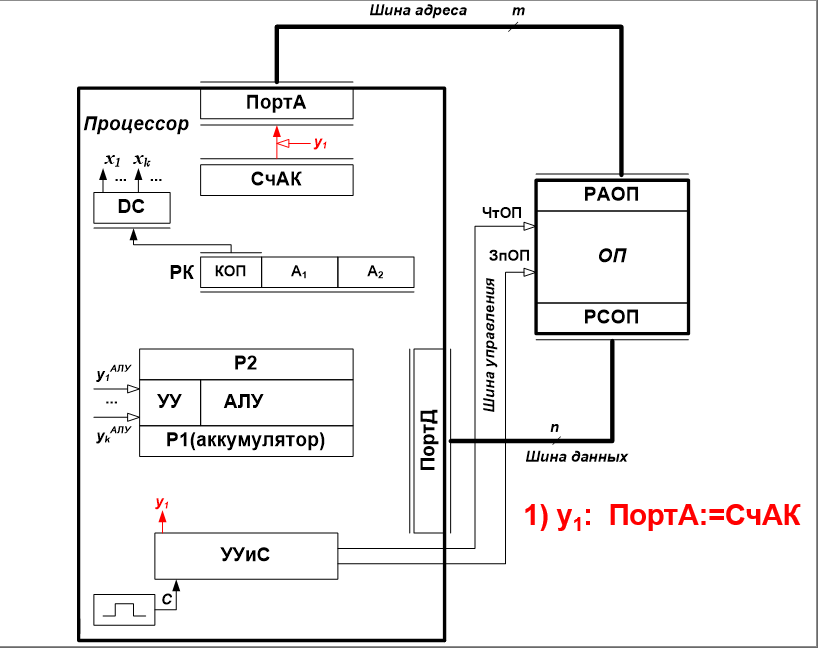 Шина адреса m
ПортА
Процессор
y1
x1 xk
... ...
СчАК
DC
РАОП
ЧтОП
ЗпОП
ОП
РК КОП А1 А2
РСОП
Шина управления
Р2
y1АЛУ
...
ykАЛУ
УУ АЛУ
Р1(аккумулятор)
ПортД
n
Шина данных
y1
1) y1: ПортА:=СчАК
УУиС
С